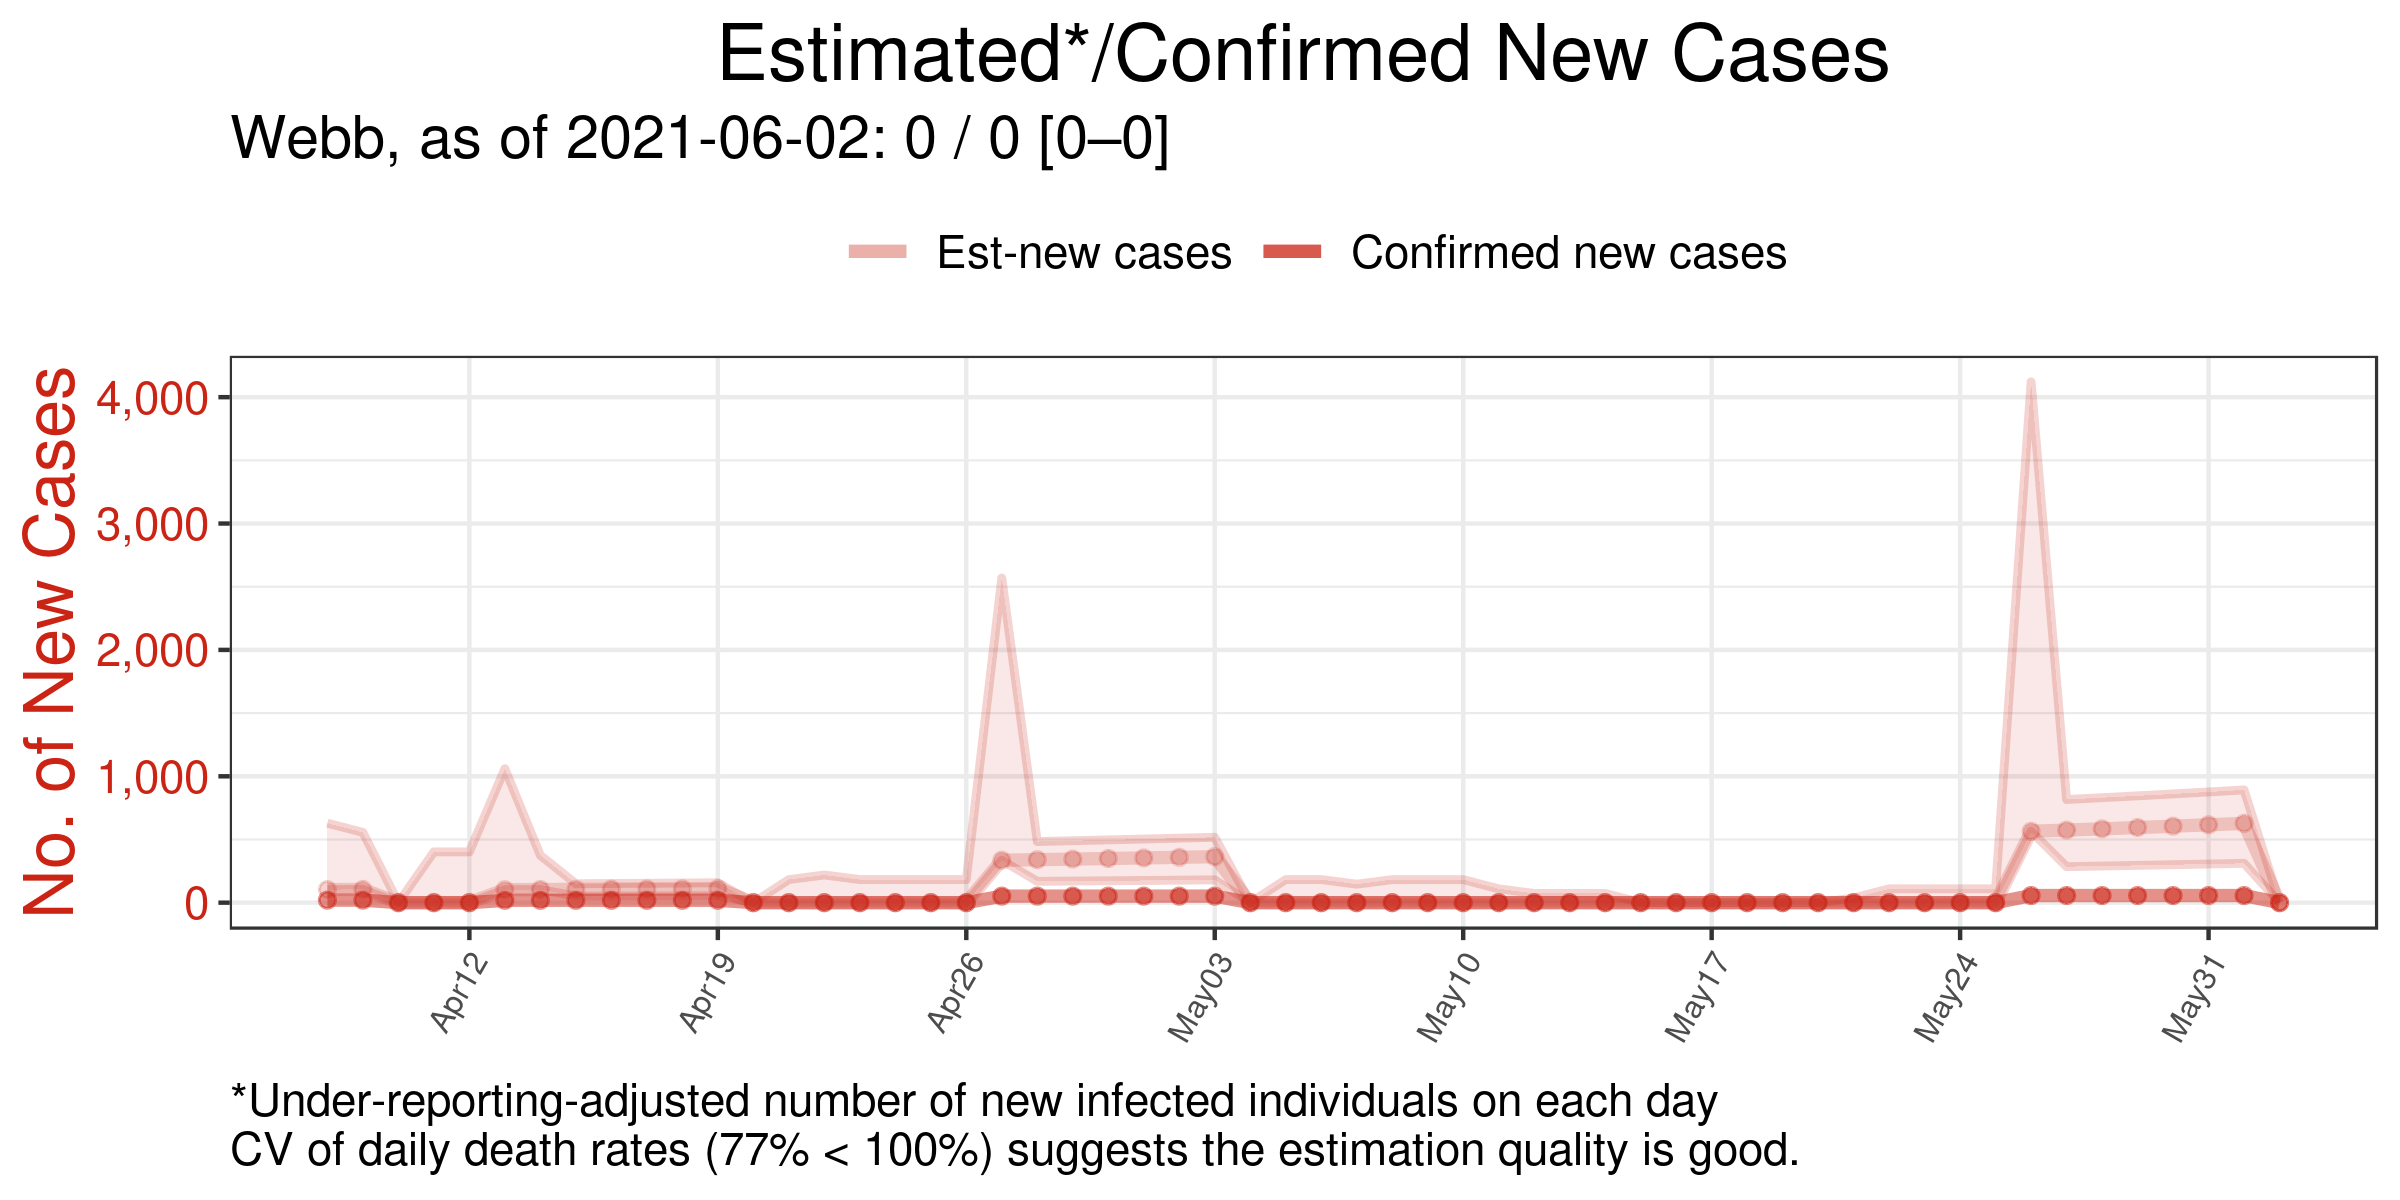 Estimated*/Confirmed New Cases
Webb, as of 2021-06-02: 0 / 0 [0–0]
Est-new cases Confirmed new cases
No. of New Cases
4,000
3,000
2,000
1,000
0
Apr12 Apr19 Apr26 May03 May10 May17 May24 May31
*Under-reporting-adjusted number of new infected individuals on each day
CV of daily death rates (77% < 100%) suggests the estimation quality is good.